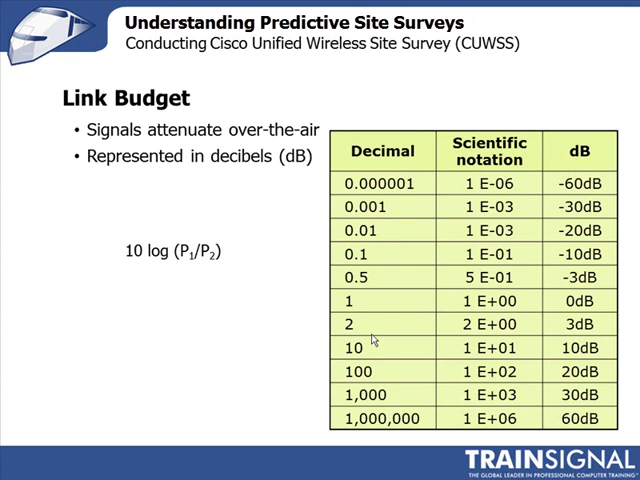 Understanding Predictive Site Surveys
Conducting Cisco Unified Wireless Site Survey (CUWSS)
Link Budget
• Signals attenuate over-the-air
• Represented in decibels (dB)
10 log (P1/P2)
Decimal Scientific notation dB
0.000001 1 E-06 -60dB
0.001 1 E-03 -30dB
0.01 1 E-03 -20dB
0.1 1 E-01 -10dB
0.5 5 E-01 -3dB
1 1 E+00 0dB
2 2 E+00 3dB
10 1 E+01 10dB
100 1 E+02 20dB
1,000 1 E+03 30dB
1,000,000 1 E+06 60dB
TRAINSIGNAL
THE GLOBAL LEADER IN PROFESSIONAL COMPUTER TRAINING